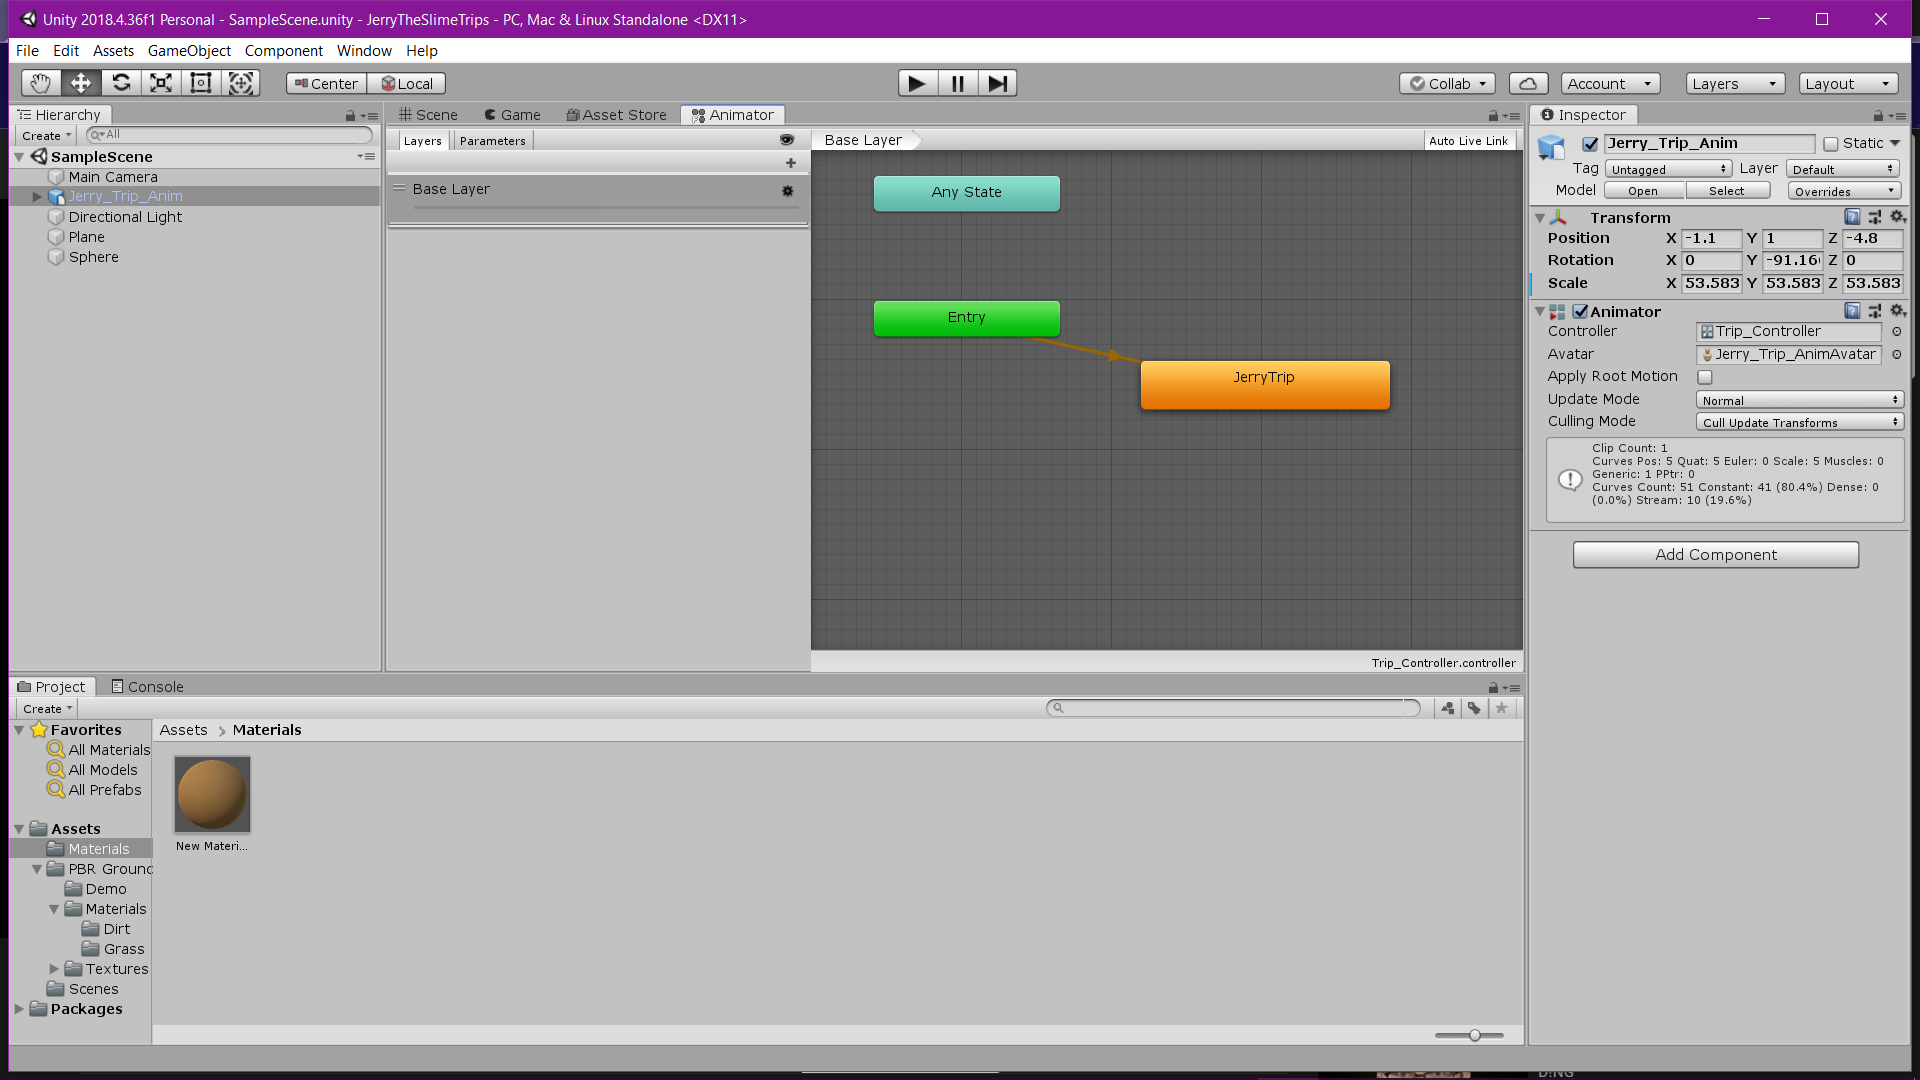 Unity 2018.4.36f1 Personal - SampleScene.unity - JerryTheSlimeTrips - PC, Mac & Linux Standalone <DX11>
File Edit Assets GameObject Component Window Help
Center Local Collab Account Layers Layout
Hierarchy
Create All
SampleScene
Main Camera
Jerry_Trip_Anim
Directional Light
Plane
Sphere
Scene Game Asset Store Animator
Layers Parameters
Base Layer
Base Layer Auto Live Link
Any State
Entry
JerryTrip
Trip_Controller.controller
Inspector
Jerry_Trip_Anim Static
Tag Untagged Layer Default
Model Open Select Overrides
Transform
Position X -1.1 Y 1 Z -4.8
Rotation X 0 Y -91.16 Z 0
Scale X 53.583 Y 53.583 Z 53.583
Animator
Controller Trip_Controller
Avatar Jerry_Trip_AnimAvatar
Apply Root Motion
Update Mode Normal
Culling Mode Cull Update Transforms
Clip Count: 1
Curves Pos: 5 Quat: 5 Euler: 0 Scale: 5 Muscles: 0
Generic: 1 PPtr: 0
Curves Count: 51 Constant: 41 (80.4%) Dense: 0
(0.0%) Stream: 10 (19.6%)
Add Component
Project Console
Create
Favorites
All Materials
All Models
All Prefabs
Assets
Materials
PBR Ground
Demo
Materials
Dirt
Grass
Textures
Scenes
Packages
Assets Materials
New Materi...